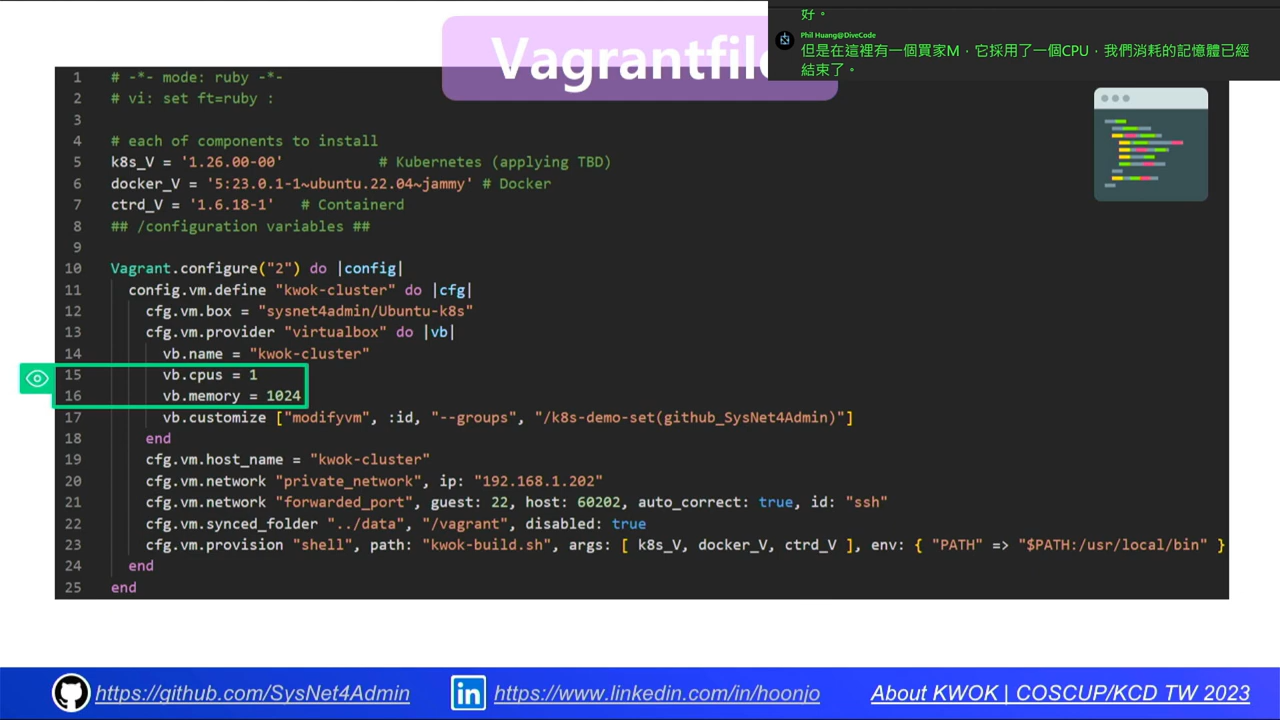 Vagrantfile
好。
Phil Huang@DiveCode
但是在這裡有一個買家M，它採用了一個CPU，我們消耗的記憶體已經
結束了。
1 # -*- mode: ruby -*-
2 # vi: set ft=ruby :
3
4 # each of components to install
5 k8s_V = '1.26.00-00' # Kubernetes (applying TBD)
6 docker_V = '5:23.0.1-1~ubuntu.22.04~jammy' # Docker
7 ctrd_V = '1.6.18-1' # Containerd
8 ## /configuration variables ##
9
10 Vagrant.configure("2") do |config|
11 config.vm.define "kwok-cluster" do |cfg|
12 cfg.vm.box = "sysnet4admin/Ubuntu-k8s"
13 cfg.vm.provider "virtualbox" do |vb|
14 vb.name = "kwok-cluster"
15 vb.cpus = 1
16 vb.memory = 1024
17 vb.customize ["modifyvm", :id, "--groups", "/k8s-demo-set(github_SysNet4Admin)"]
18 end
19 cfg.vm.host_name = "kwok-cluster"
20 cfg.vm.network "private_network", ip: "192.168.1.202"
21 cfg.vm.network "forwarded_port", guest: 22, host: 60202, auto_correct: true, id: "ssh"
22 cfg.vm.synced_folder "../data", "/vagrant", disabled: true
23 cfg.vm.provision "shell", path: "kwok-build.sh", args: [ k8s_V, docker_V, ctrd_V ], env: { "PATH" => "$PATH:/usr/local/bin" }
24 end
25 end
https://github.com/SysNet4Admin
https://www.linkedin.com/in/hoonjo
About KWOK | COSCUP/KCD TW 2023